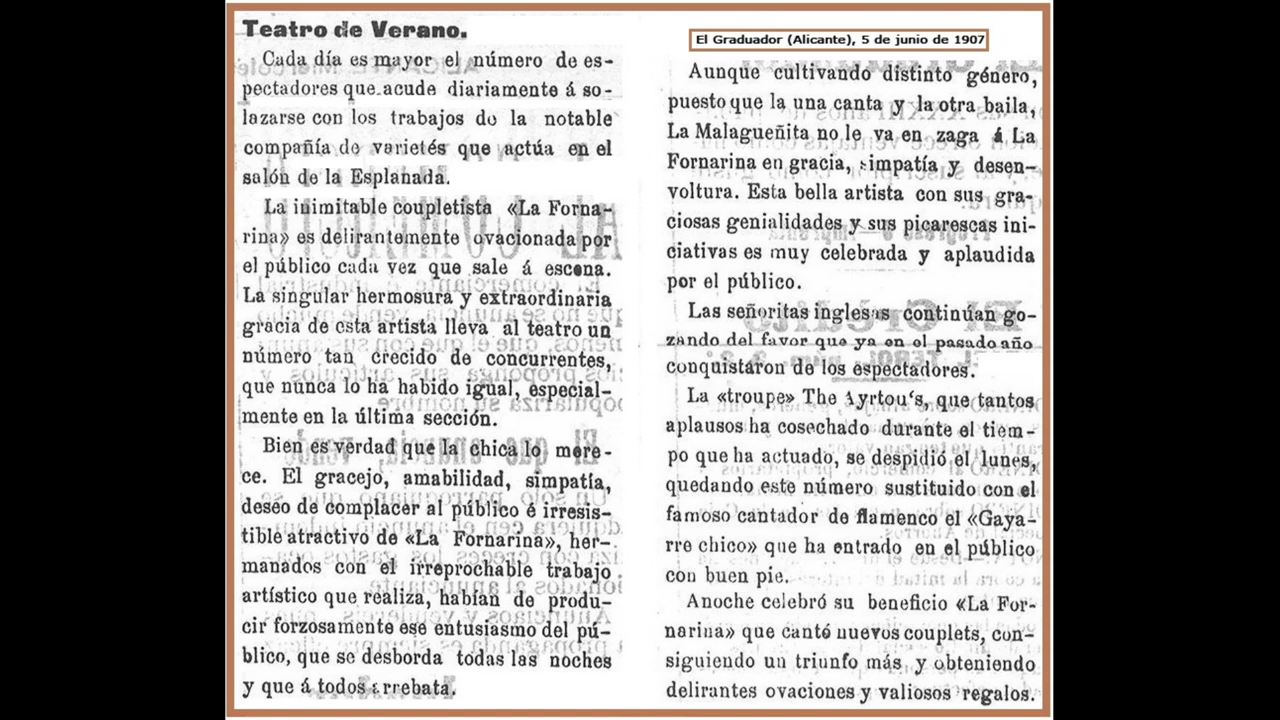 Teatro de Verano.
Cada día es mayor el número de es-
pectadores que acude diariamente á so-
lazarse con los trabajos de la notable
compañía de varietés que actúa en el
salón de la Esplanada.
La inimitable coupletista «La Forna-
rina» es delirantemente ovacionada por
el público cada vez que sale á escena.
La singular hermosura y extraordinaria
gracia de esta artista lleva al teatro un
número tan crecido de concurrentes,
que nunca lo ha habido igual, especial-
mente en la última sección.
Bien es verdad que la chica lo mere-
ce. El gracejo, amabilidad, simpatía,
deseo de complacer al público é irresis-
tible atractivo de «La Fornarina», her-
manados con el irreprochable trabajo
artístico que realiza, habían de produ-
cir forzosamente ese entusiasmo del pú-
blico, que se desborda todas las noches
y que á todos arrebata.
El Graduador (Alicante), 5 de junio de 1907
Aunque cultivando distinto género,
puesto que la una canta y la otra baila,
La Malagueñita no le va en zaga á La
Fornarina en gracia, simpatía y desen-
voltura. Esta bella artista con sus gra-
ciosas genialidades y sus picarescas ini-
ciativas es muy celebrada y aplaudida
por el público.
Las señoritas inglesas continúan go-
zando del favor que ya en el pasado año
conquistaron de los espectadores.
La «troupe» The Ayrtou's, que tantos
aplausos ha cosechado durante el tiem-
po que ha actuado, se despidió el lunes,
quedando este número sustituido con el
famoso cantador de flamenco el «Gaya-
rre chico» que ha entrado en el público
con buen pie.
Anoche celebró su beneficio «La For-
narina» que cantó nuevos couplets, con-
siguiendo un triunfo más y obteniendo
delirantes ovaciones y valiosos regalos.